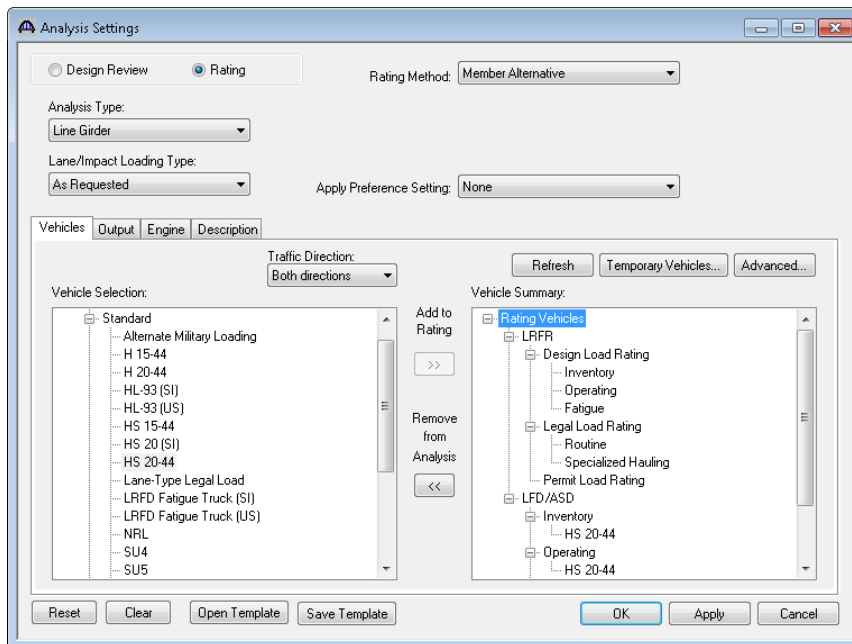 Analysis Settings
Design Review
Rating
Rating Method:
Member Alternative
Analysis Type:
Line Girder
Lane/Impact Loading Type:
As Requested
Apply Preference Setting:
None
Vehicles
Output
Engine
Description
Traffic Direction:
Both directions
Refresh
Temporary Vehicles...
Advanced...
Vehicle Selection:
Standard
Alternate Military Loading
H 15-44
H 20-44
HL-93 (SI)
HL-93 (US)
HS 15-44
HS 20 (SI)
HS 20-44
Lane-Type Legal Load
LRFD Fatigue Truck (SI)
LRFD Fatigue Truck (US)
NRL
SU4
SU5
Add to
Rating
>>
Remove
from
Analysis
<<
Vehicle Summary:
Rating Vehicles
LRFR
Design Load Rating
Inventory
Operating
Fatigue
Legal Load Rating
Routine
Specialized Hauling
Permit Load Rating
LFD/ASD
Inventory
HS 20-44
Operating
HS 20-44
Reset
Clear
Open Template
Save Template
OK
Apply
Cancel